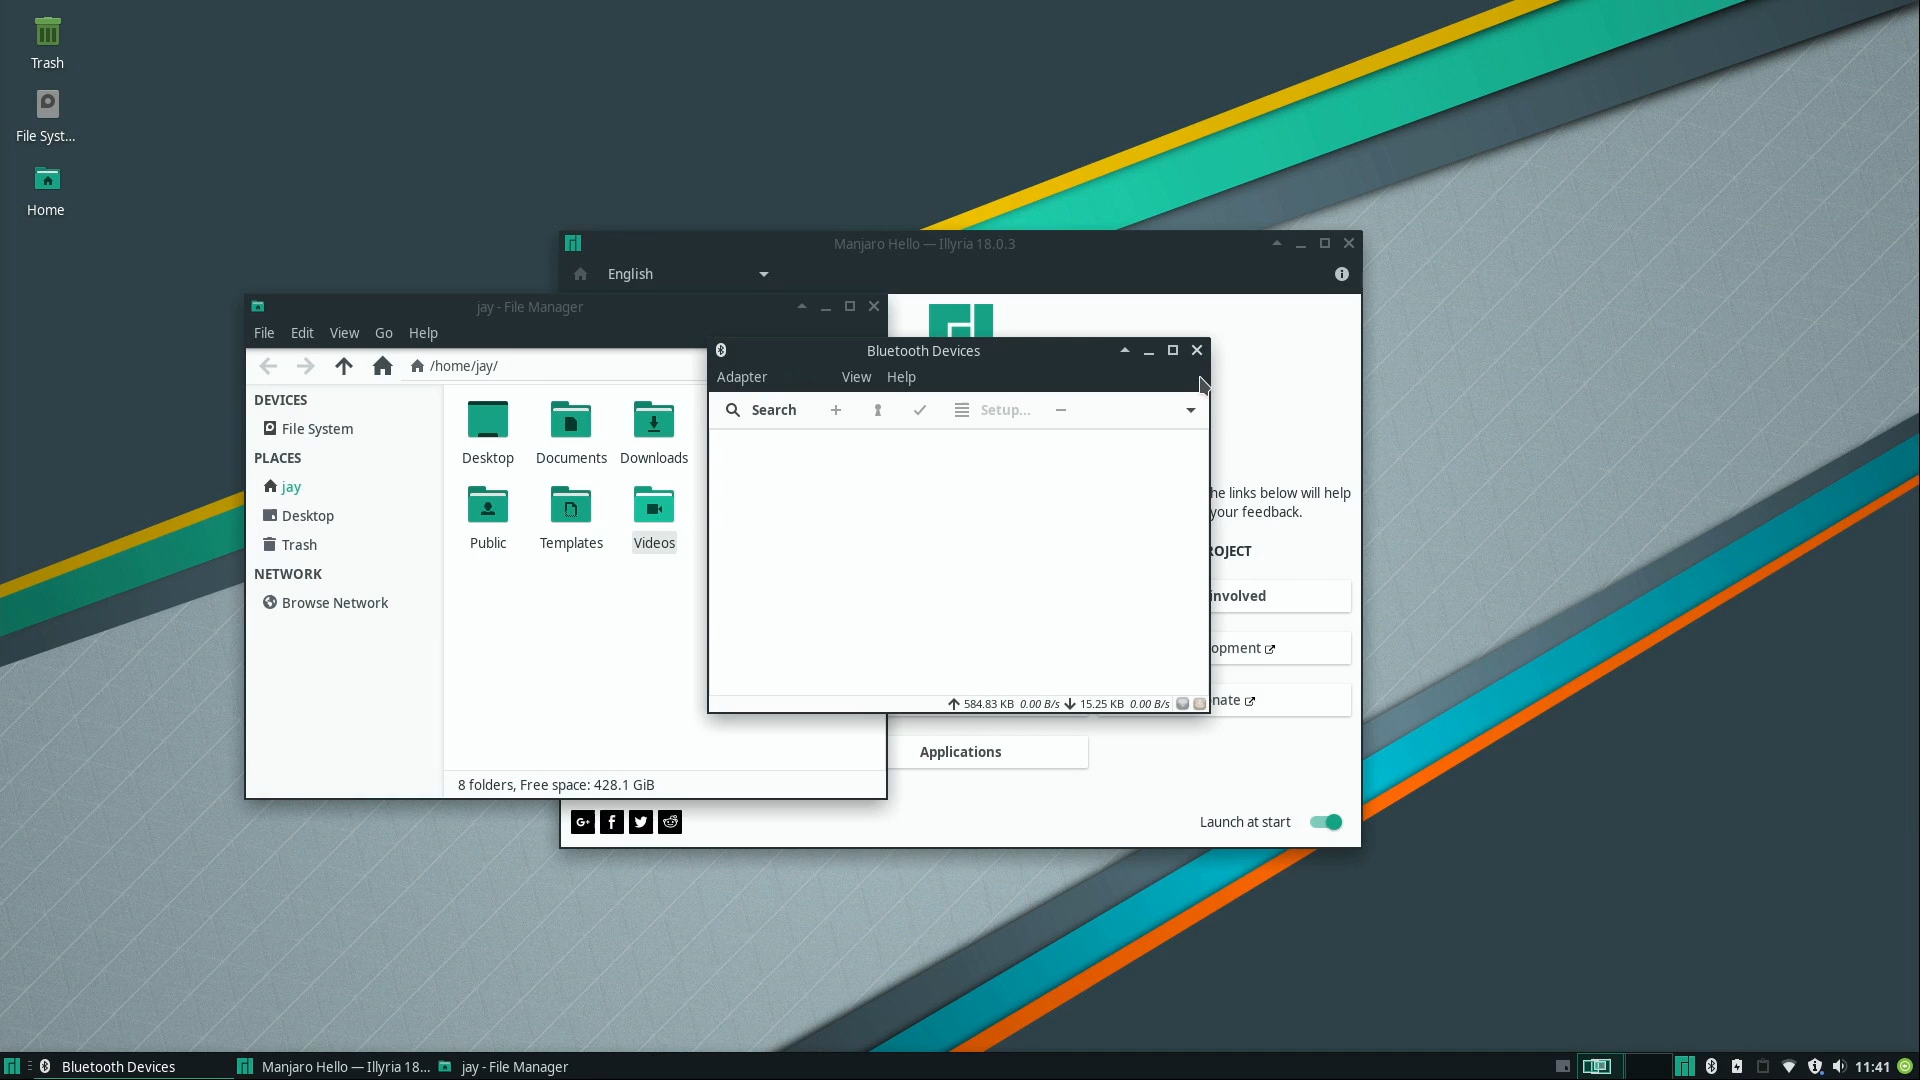 Trash
File Syst...
Home
Manjaro Hello — Illyria 18.0.3
English
jay - File Manager
File Edit View Go Help
/home/jay/
DEVICES
File System
PLACES
jay
Desktop
Trash
NETWORK
Browse Network
Desktop Documents Downloads
Public Templates Videos
8 folders, Free space: 428.1 GiB
Bluetooth Devices
Adapter View Help
Search Setup...
584.83 KB 0.00 B/s 15.25 KB 0.00 B/s
he links below will help
your feedback.
ROJECT
involved
opment
nate
Applications
G+
Launch at start
Bluetooth Devices Manjaro Hello — Illyria 18... jay - File Manager 11:41